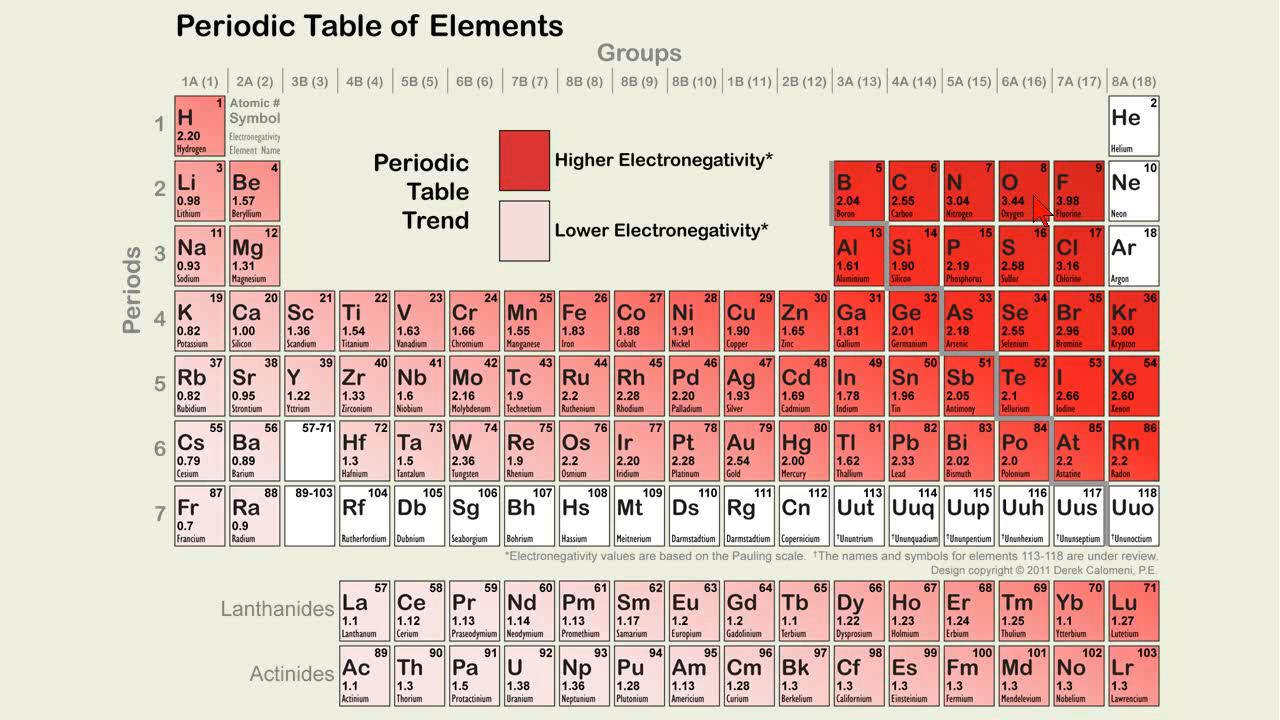 Periodic Table of Elements
Groups
1A (1) 2A (2) 3B (3) 4B (4) 5B (5) 6B (6) 7B (7) 8B (8) 8B (9) 8B (10) 1B (11) 2B (12) 3A (13) 4A (14) 5A (15) 6A (16) 7A (17) 8A (18)
Periods
Atomic #
Symbol
Electronegativity
Element Name
Periodic
Table
Trend
Higher Electronegativity*
Lower Electronegativity*
1
1 2
H He
2.20
Hydrogen Helium
2
3 4 5 6 7 8 9 10
Li Be B C N O F Ne
0.98 1.57 2.04 2.55 3.04 3.44 3.98
Lithium Beryllium Boron Carbon Nitrogen Oxygen Fluorine Neon
3
11 12 13 14 15 16 17 18
Na Mg Al Si P S Cl Ar
0.93 1.31 1.61 1.90 2.19 2.58 3.16
Sodium Magnesium Aluminium Silicon Phosphorus Sulfur Chlorine Argon
4
19 20 21 22 23 24 25 26 27 28 29 30 31 32 33 34 35 36
K Ca Sc Ti V Cr Mn Fe Co Ni Cu Zn Ga Ge As Se Br Kr
0.82 1.00 1.36 1.54 1.63 1.66 1.55 1.83 1.88 1.91 1.90 1.65 1.81 2.01 2.18 2.55 2.96 3.00
Potassium Silicon Scandium Titanium Vanadium Chromium Manganese Iron Cobalt Nickel Copper Zinc Gallium Germanium Arsenic Selenium Bromine Krypton
5
37 38 39 40 41 42 43 44 45 46 47 48 49 50 51 52 53 54
Rb Sr Y Zr Nb Mo Tc Ru Rh Pd Ag Cd In Sn Sb Te I Xe
0.82 0.95 1.22 1.33 1.6 2.16 1.9 2.2 2.28 2.20 1.93 1.69 1.78 1.96 2.05 2.1 2.66 2.60
Rubidium Strontium Yttrium Zirconium Niobium Molybdenum Technetium Ruthenium Rhodium Palladium Silver Cadmium Indium Tin Antimony Tellurium Iodine Xenon
6
55 56 57-71 72 73 74 75 76 77 78 79 80 81 82 83 84 85 86
Cs Ba Hf Ta W Re Os Ir Pt Au Hg Tl Pb Bi Po At Rn
0.79 0.89 1.3 1.5 2.36 1.9 2.2 2.20 2.28 2.54 2.00 1.62 2.33 2.02 2.0 2.2 2.2
Cesium Barium Hafnium Tantalum Tungsten Rhenium Osmium Iridium Platinum Gold Mercury Thallium Lead Bismuth Polonium Astatine Radon
7
87 88 89-103 104 105 106 107 108 109 110 111 112 113 114 115 116 117 118
Fr Ra Rf Db Sg Bh Hs Mt Ds Rg Cn Uut Uuq Uup Uuh Uus Uuo
0.7 0.9
Francium Radium Rutherfordium Dubnium Seaborgium Bohrium Hassium Meitnerium Darmstadtium Darmstadtium Copernicium †Ununtrium †Ununquadium †Ununpentium †Ununhexium †Ununseptium †Ununoctium
*Electronegativity values are based on the Pauling scale. †The names and symbols for elements 113-118 are under review.
Design copyright © 2011 Derek Calomeni, P.E.
Lanthanides
57 58 59 60 61 62 63 64 65 66 67 68 69 70 71
La Ce Pr Nd Pm Sm Eu Gd Tb Dy Ho Er Tm Yb Lu
1.1 1.12 1.13 1.14 1.13 1.17 1.2 1.2 1.1 1.22 1.23 1.24 1.25 1.1 1.27
Lanthanum Cerium Praseodymium Neodymium Promethium Samarium Europium Gadolinium Terbium Dysprosium Holmium Erbium Thulium Ytterbium Lutetium
Actinides
89 90 91 92 93 94 95 96 97 98 99 100 101 102 103
Ac Th Pa U Np Pu Am Cm Bk Cf Es Fm Md No Lr
1.1 1.3 1.5 1.38 1.36 1.28 1.13 1.28 1.3 1.3 1.3 1.3 1.3 1.3 1.3
Actinium Thorium Protactinium Uranium Neptunium Plutonium Americium Curium Berkelium Californium Einsteinium Fermium Mendelevium Nobelium Lawrencium